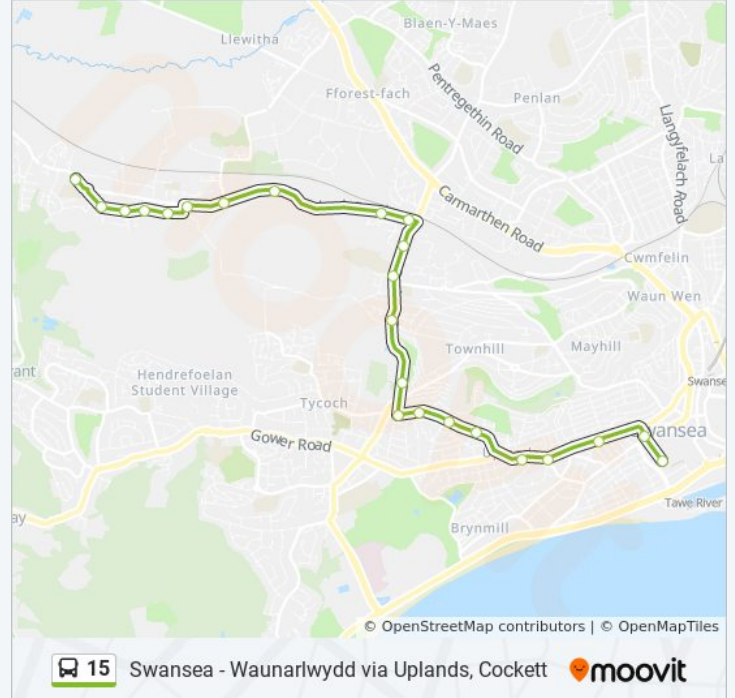 Blaen-Y-Maes
Llewitha
Fforest-fach
Pentregethin Road
Penlan
Llangyfelach Road
La
Carmarthen Road
Cwmfelin
Waun Wen
Townhill
Mayhill
ant
Hendrefoelan
Student Village
Swanse
Tycoch
Gower Road
wansea
Tawe River
ay
Brynmill
© OpenStreetMap contributors | © OpenMapTiles
15 Swansea - Waunarlwydd via Uplands, Cockett moovit